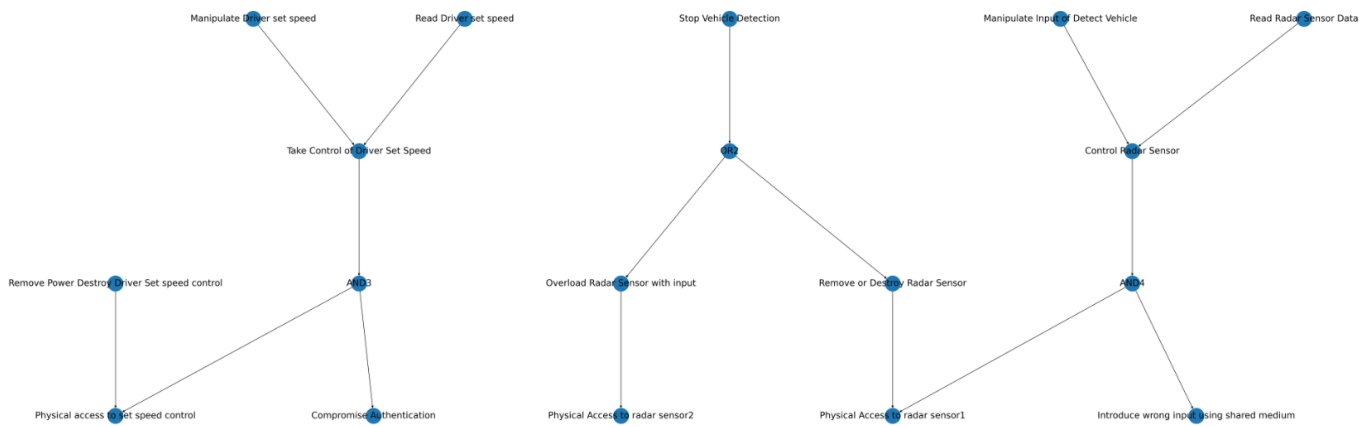 Manipulate Driver set speed
Read Driver set speed
Stop Vehicle Detection
Manipulate Input of Detect Vehicle
Read Radar Sensor Data
Take Control of Driver Set Speed
OR2
Control Radar Sensor
Remove Power Destroy Driver Set speed control
AND3
Overload Radar Sensor with input
Remove or Destroy Radar Sensor
AND4
Physical access to set speed control
Compromise Authentication
Physical Access to radar sensor2
Physical Access to radar sensor1
Introduce wrong input using shared medium